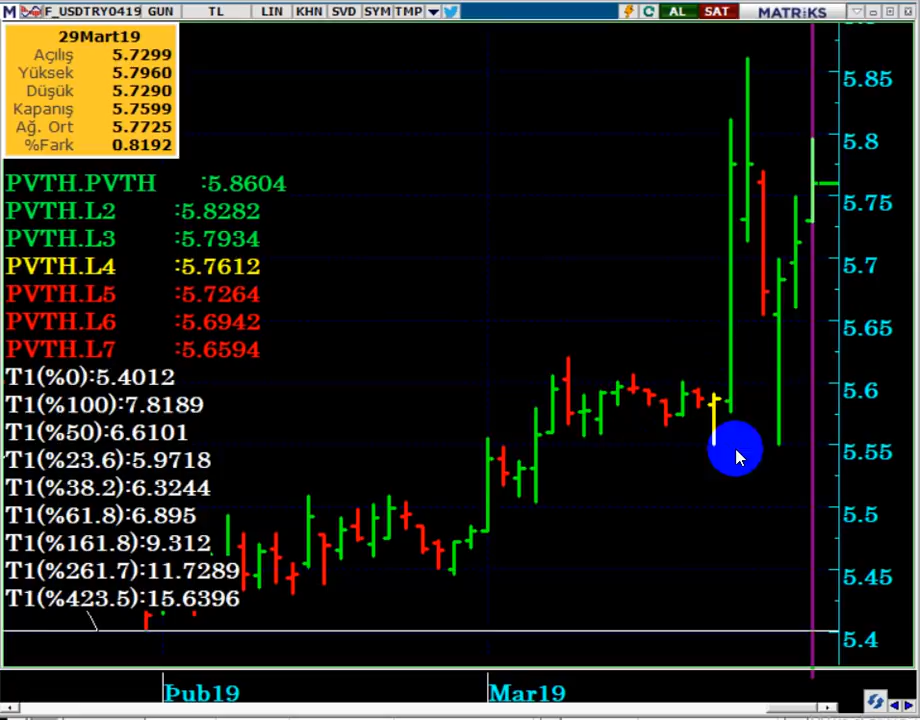 M F_USDTRY0419 GUN TL LIN KHN SVD SYM TMP C AL SAT MATRiKS
29Mart19
Açılış 5.7299
Yüksek 5.7960
Düşük 5.7290
Kapanış 5.7599
Ağ. Ort 5.7725
%Fark 0.8192
PVTH.PVTH :5.8604
PVTH.L2 :5.8282
PVTH.L3 :5.7934
PVTH.L4 :5.7612
PVTH.L5 :5.7264
PVTH.L6 :5.6942
PVTH.L7 :5.6594
T1(%0):5.4012
T1(%100):7.8189
T1(%50):6.6101
T1(%23.6):5.9718
T1(%38.2):6.3244
T1(%61.8):6.895
T1(%161.8):9.312
T1(%261.7):11.7289
T1(%423.5):15.6396
5.85
5.8
5.75
5.7
5.65
5.6
5.55
5.5
5.45
5.4
Þub19 Mar19